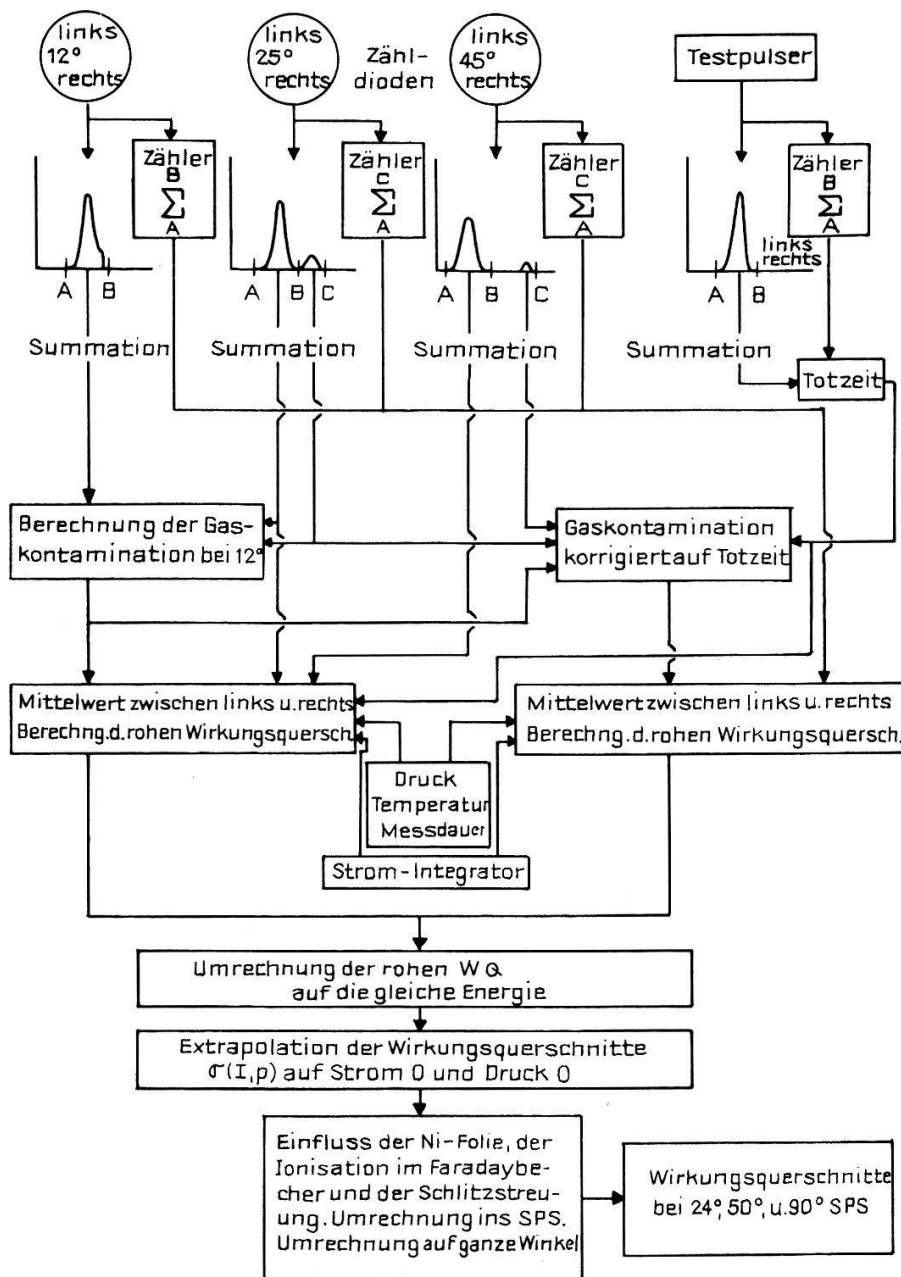 links
12°
rechts
links
25°
rechts
Zähl-
dioden
links
45°
rechts
Testpulser
Zähler
B
Σ
A
Zähler
C
Σ
A
Zähler
C
Σ
A
Zähler
B
Σ
A
links
rechts
A B
A B C
A B C
A B
Summation
Summation
Summation
Summation
Totzeit
Berechnung der Gas-
kontamination bei 12°
Gaskontamination
korrigiert auf Totzeit
Mittelwert zwischen links u. rechts
Berechng. d. rohen Wirkungsquersch.
Mittelwert zwischen links u. rechts
Berechng. d. rohen Wirkungsquersch.
Druck
Temperatur
Messdauer
Strom-Integrator
Umrechnung der rohen WQ
auf die gleiche Energie
Extrapolation der Wirkungsquerschnitte
σ(I,p) auf Strom 0 und Druck 0
Einfluss der Ni-Folie, der
Ionisation im Faradaybe-
cher und der Schlitzstreu-
ung. Umrechnung ins SPS.
Umrechnung auf ganze Winkel
Wirkungsquerschnitte
bei 24°, 50°, u. 90° SPS